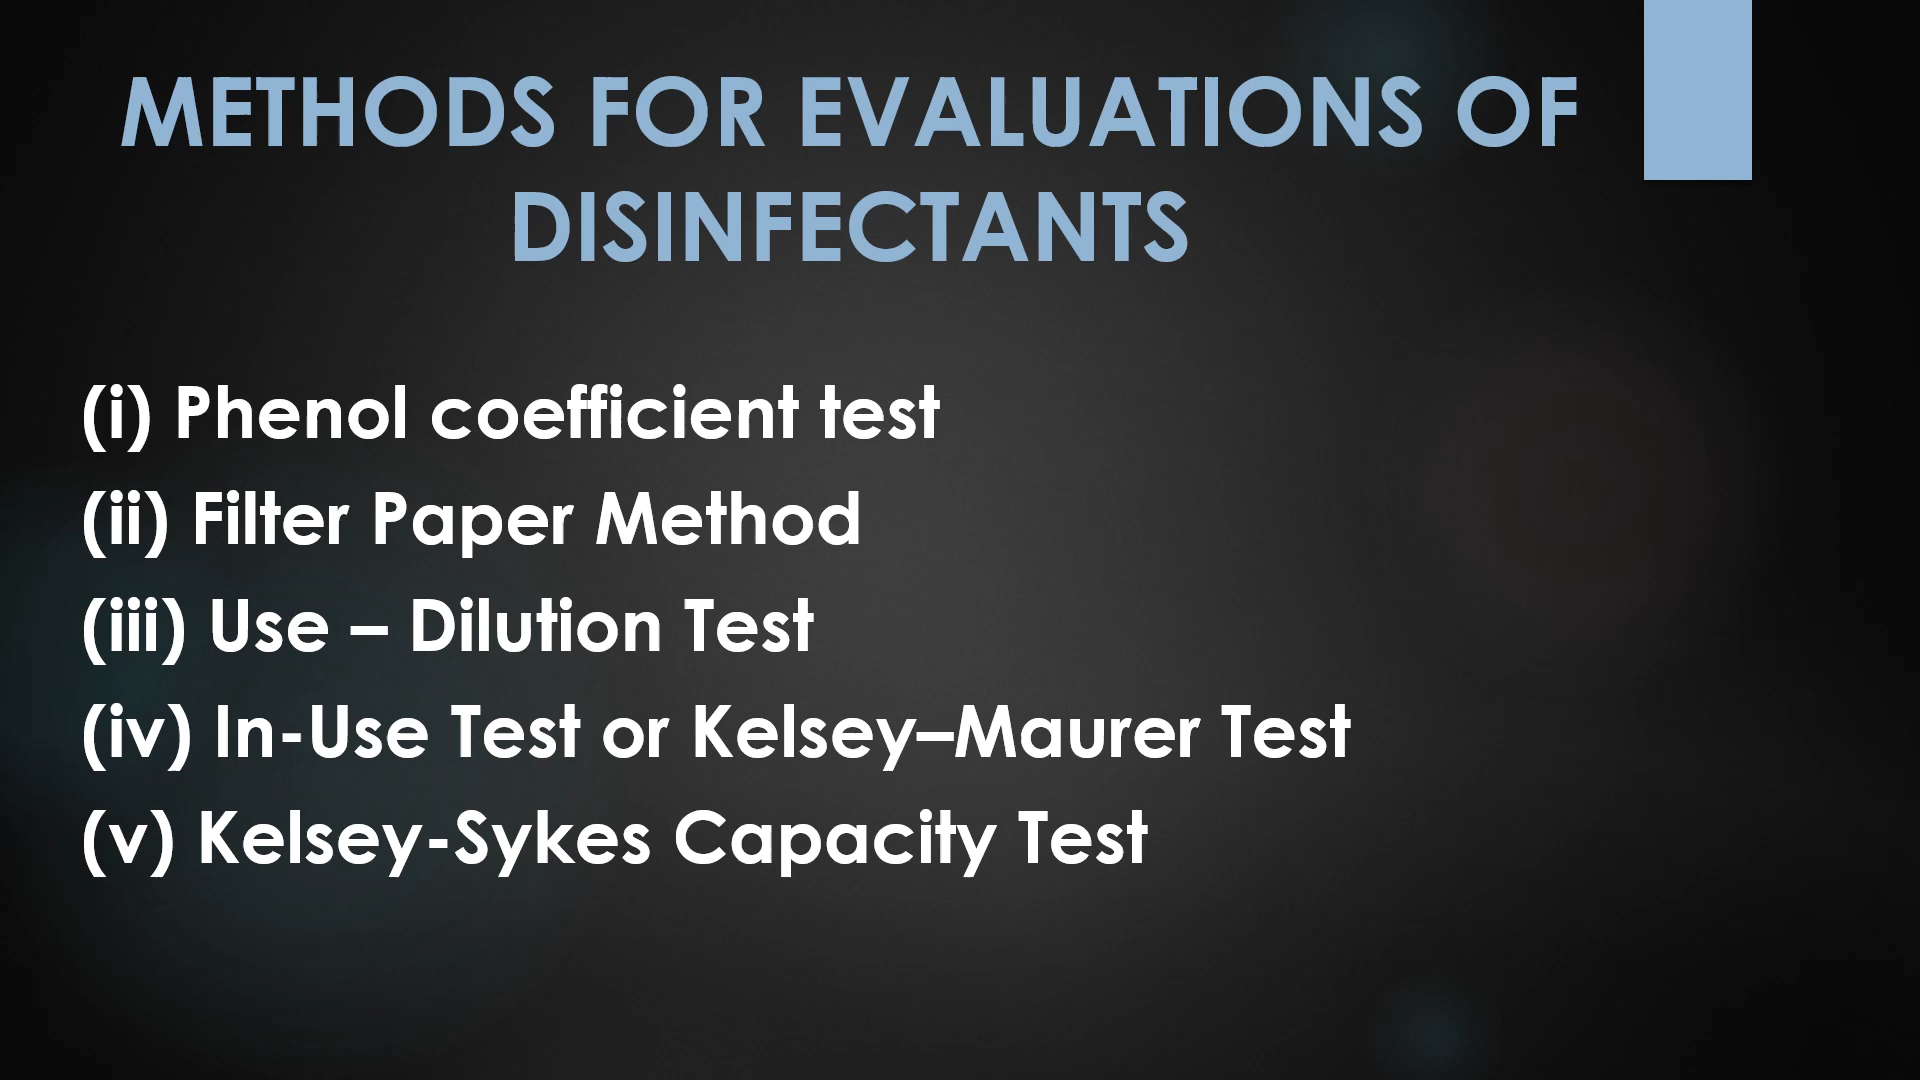 METHODS FOR EVALUATIONS OF
DISINFECTANTS
(i) Phenol coefficient test
(ii) Filter Paper Method
(iii) Use – Dilution Test
(iv) In-Use Test or Kelsey–Maurer Test
(v) Kelsey-Sykes Capacity Test